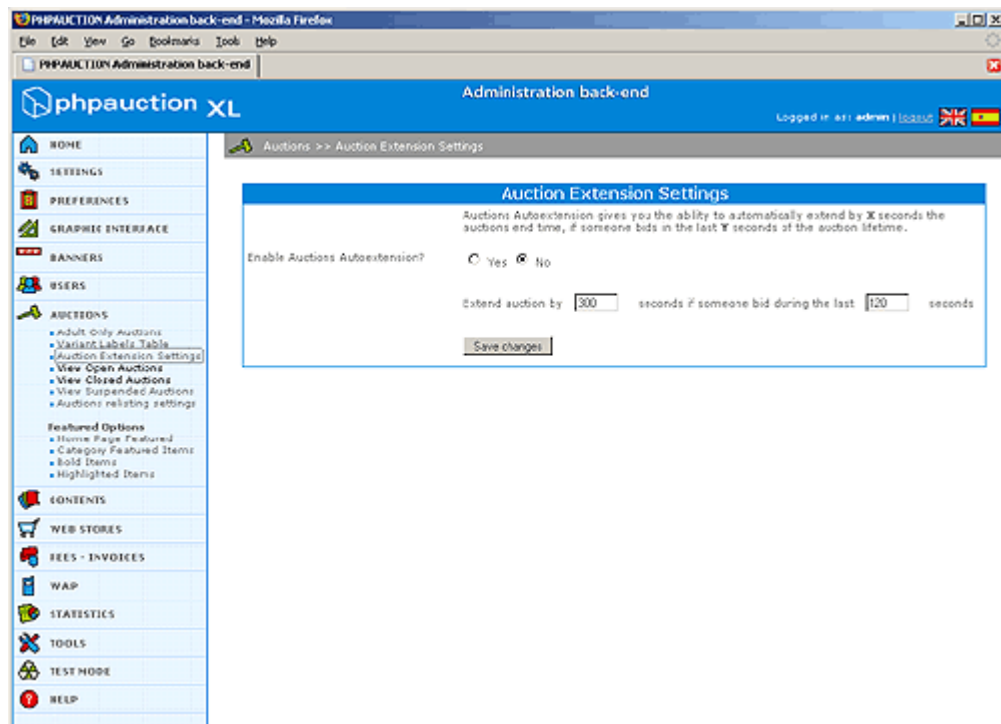 PHPAUCTION Administration back-end - Mozilla Firefox
File Edit View Go Bookmarks Tools Help
PHPAUCTION Administration back-end
phpauction XL
Administration back-end
Logged in as: admin | logout
HOME
SETTINGS
PREFERENCES
GRAPHIC INTERFACE
BANNERS
USERS
AUCTIONS
Adult Only Auctions
Variant Labels Table
Auction Extension Settings
View Open Auctions
View Closed Auctions
View Suspended Auctions
Auctions relisting settings
Featured Options
Home Page Featured
Category Featured Items
Bold Items
Highlighted Items
CONTENTS
WEB STORES
FEES - INVOICES
WAP
STATISTICS
TOOLS
TEST MODE
HELP
Auctions >> Auction Extension Settings
Auction Extension Settings
Auctions Autoextension gives you the ability to automatically extend by X seconds the
auctions end time, if someone bids in the last Y seconds of the auction lifetime.
Enable Auctions Autoextension?
Yes No
Extend auction by 300 seconds if someone bid during the last 120 seconds
Save changes